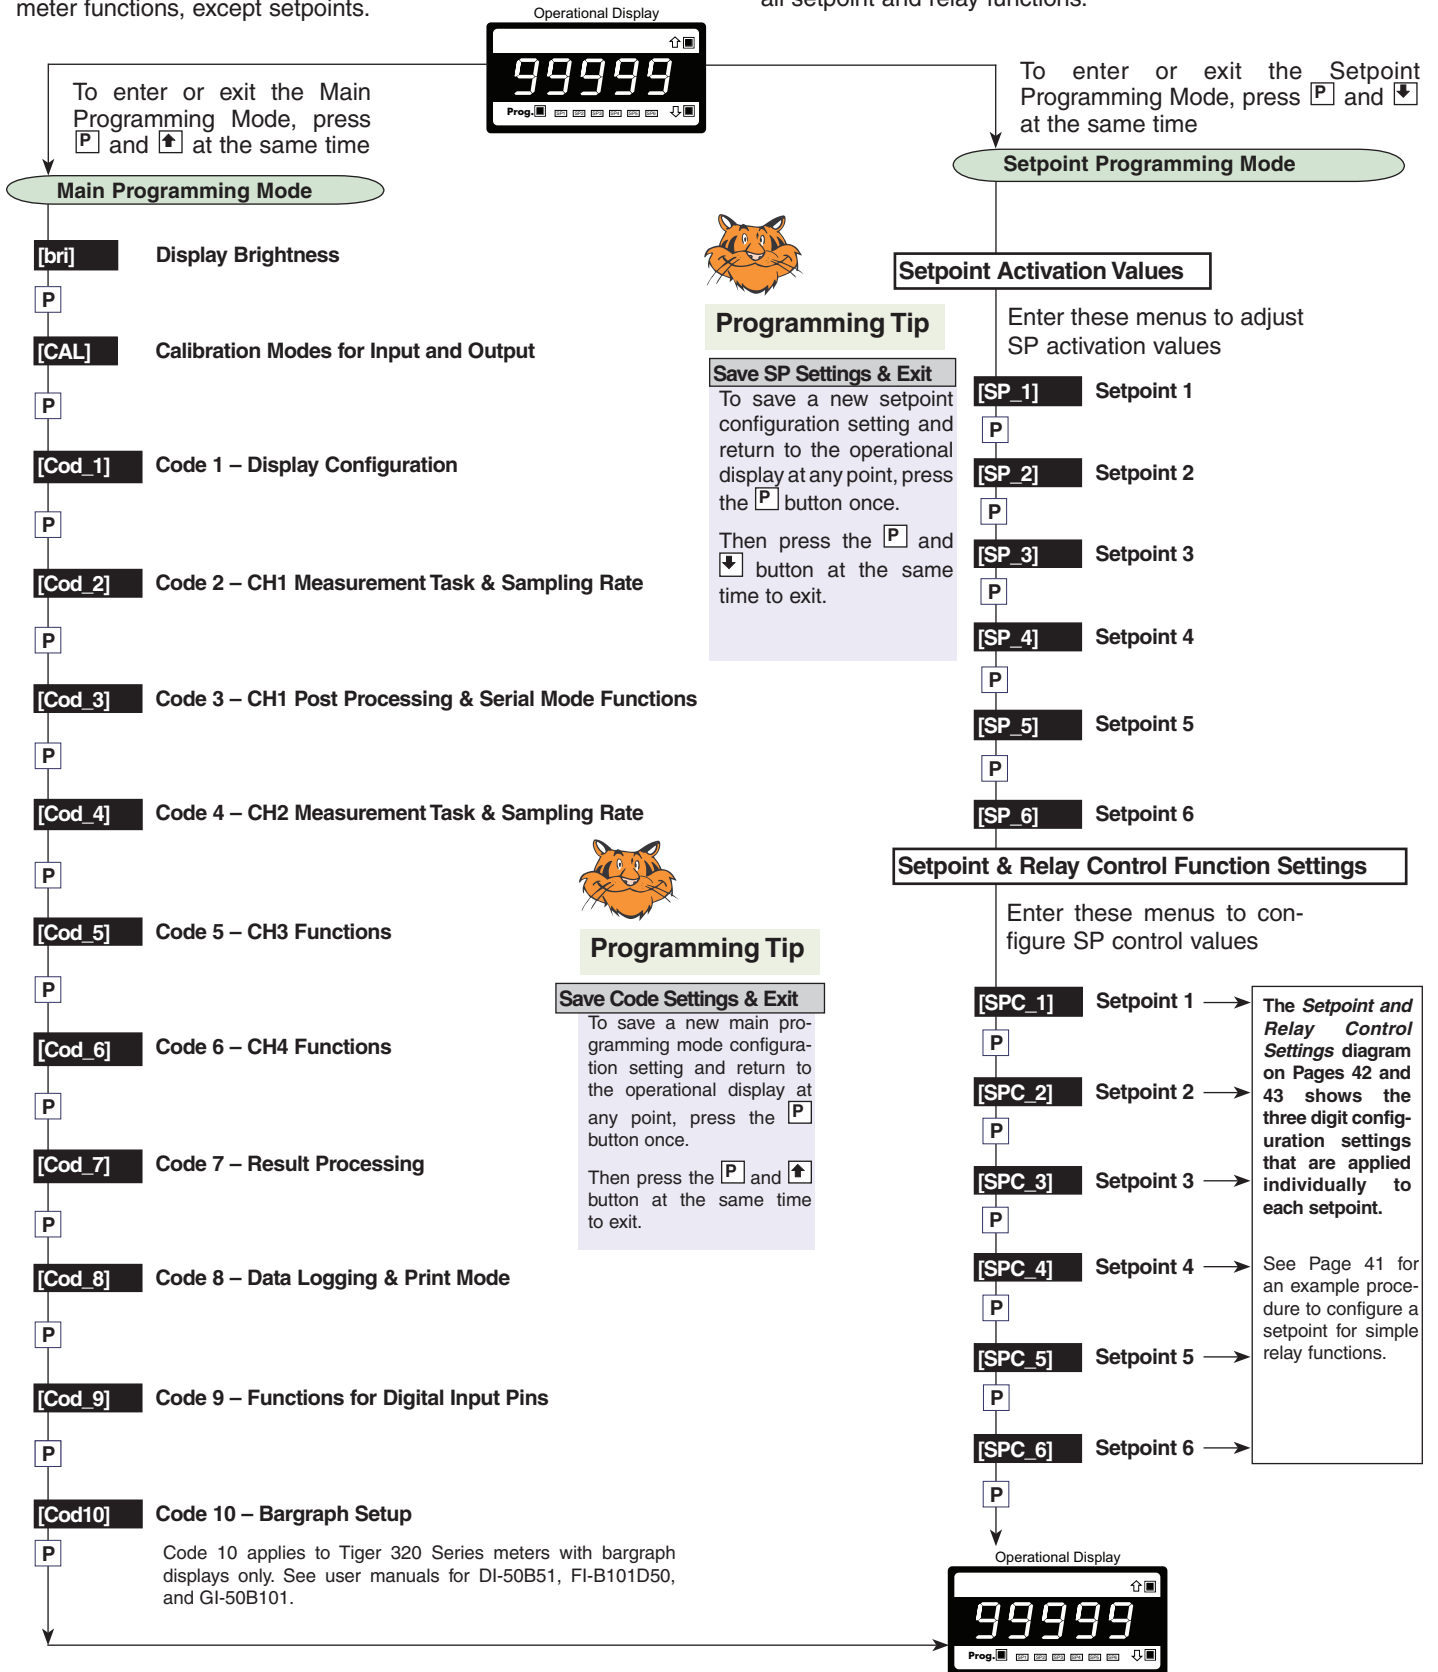 meter functions, except setpoints.
all setpoint and relay functions.
Operational Display
99999
Prog.
SP1 SP2 SP3 SP4 SP5 SP6
To enter or exit the Main
Programming Mode, press
P and at the same time
Main Programming Mode
[bri] Display Brightness
P
[CAL] Calibration Modes for Input and Output
P
[Cod_1] Code 1 – Display Configuration
P
[Cod_2] Code 2 – CH1 Measurement Task & Sampling Rate
P
[Cod_3] Code 3 – CH1 Post Processing & Serial Mode Functions
P
[Cod_4] Code 4 – CH2 Measurement Task & Sampling Rate
P
[Cod_5] Code 5 – CH3 Functions
P
[Cod_6] Code 6 – CH4 Functions
P
[Cod_7] Code 7 – Result Processing
P
[Cod_8] Code 8 – Data Logging & Print Mode
P
[Cod_9] Code 9 – Functions for Digital Input Pins
P
[Cod10] Code 10 – Bargraph Setup
P
Code 10 applies to Tiger 320 Series meters with bargraph
displays only. See user manuals for DI-50B51, FI-B101D50,
and GI-50B101.
Programming Tip
Save SP Settings & Exit
To save a new setpoint
configuration setting and
return to the operational
display at any point, press
the P button once.
Then press the P and
button at the same
time to exit.
Programming Tip
Save Code Settings & Exit
To save a new main pro-
gramming mode configura-
tion setting and return to
the operational display at
any point, press the P
button once.
Then press the P and
button at the same time
to exit.
To enter or exit the Setpoint
Programming Mode, press P and
at the same time
Setpoint Programming Mode
Setpoint Activation Values
Enter these menus to adjust
SP activation values
[SP_1] Setpoint 1
P
[SP_2] Setpoint 2
P
[SP_3] Setpoint 3
P
[SP_4] Setpoint 4
P
[SP_5] Setpoint 5
P
[SP_6] Setpoint 6
Setpoint & Relay Control Function Settings
Enter these menus to con-
figure SP control values
[SPC_1] Setpoint 1
P
[SPC_2] Setpoint 2
P
[SPC_3] Setpoint 3
P
[SPC_4] Setpoint 4
P
[SPC_5] Setpoint 5
P
[SPC_6] Setpoint 6
P
The Setpoint and
Relay Control
Settings diagram
on Pages 42 and
43 shows the
three digit config-
uration settings
that are applied
individually to
each setpoint.
See Page 41 for
an example proce-
dure to configure a
setpoint for simple
relay functions.
Operational Display
99999
Prog.
SP1 SP2 SP3 SP4 SP5 SP6